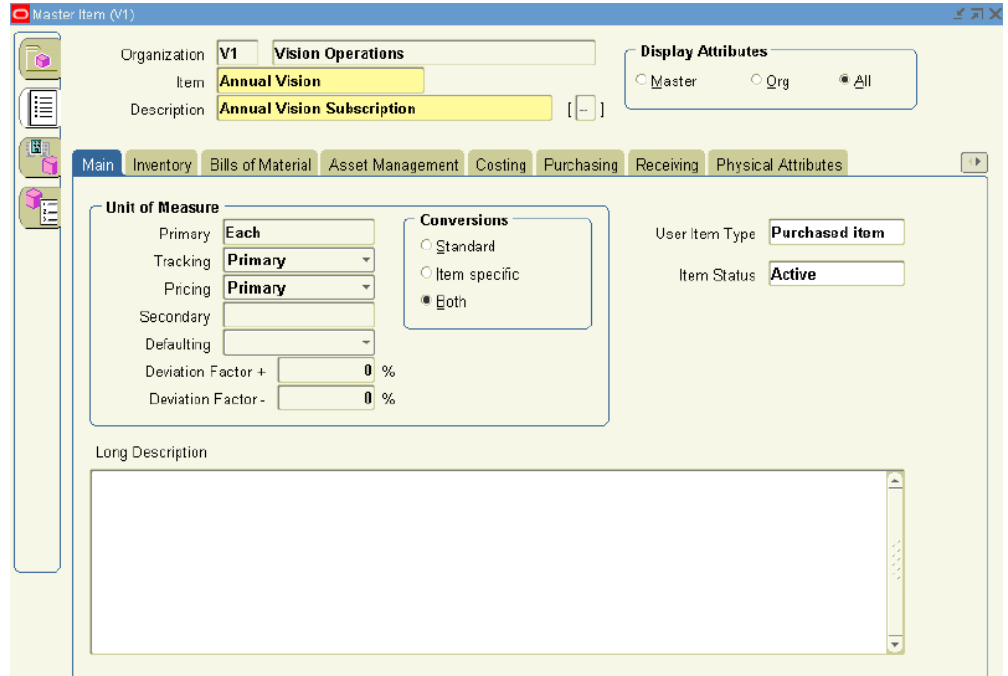 Master Item (V1)
Organization V1 Vision Operations
Item Annual Vision
Description Annual Vision Subscription [ -- ]
Display Attributes
Master Org All
Main Inventory Bills of Material Asset Management Costing Purchasing Receiving Physical Attributes
Unit of Measure
Primary Each
Tracking Primary
Pricing Primary
Secondary
Defaulting
Deviation Factor + 0 %
Deviation Factor - 0 %
Conversions
Standard
Item specific
Both
User Item Type Purchased item
Item Status Active
Long Description